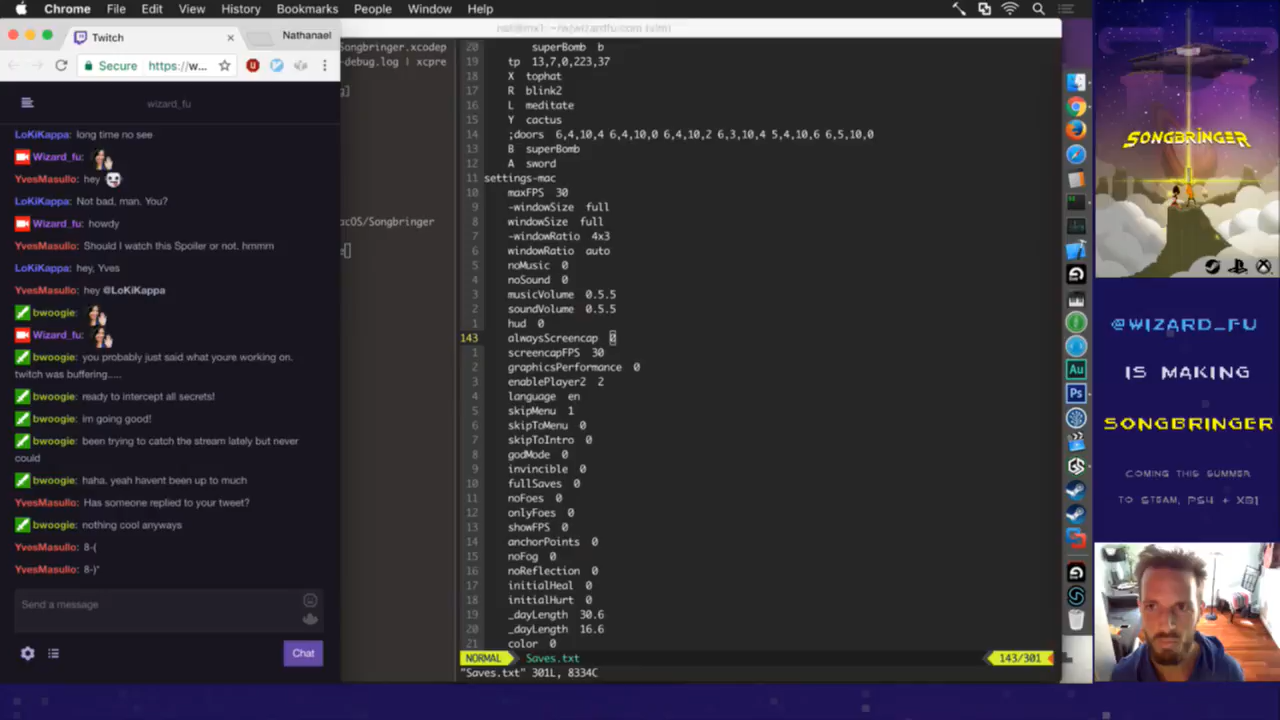 Chrome File Edit View History Bookmarks People Window Help
Twitch
Nathanael
Secure https://w...
wizard_fu
LoKiKappa: long time no see
Wizard_fu:
YvesMasullo: hey
LoKiKappa: Not bad, man. You?
Wizard_fu: howdy
YvesMasullo: Should I watch this Spoiler or not. hmmm
LoKiKappa: hey, Yves
YvesMasullo: hey @LoKiKappa
bwoogie:
Wizard_fu:
bwoogie: you probably just said what youre working on.
twitch was buffering.....
bwoogie: ready to intercept all secrets!
bwoogie: im going good!
bwoogie: been trying to catch the stream lately but never
could
bwoogie: haha. yeah havent been up to much
YvesMasullo: Has someone replied to your tweet?
bwoogie: nothing cool anyways
YvesMasullo: 8-(
YvesMasullo: 8-)"
Send a message
Chat
Songbringer.xcodep
-debug.log | xcpre
acOS/Songbringer
20 superBomb b
19 tp 13,7,0,223,37
18 X tophat
17 R blink2
16 L meditate
15 Y cactus
14 ;doors 6,4,10,4 6,4,10,0 6,4,10,2 6,3,10,4 5,4,10,6 6,5,10,0
13 B superBomb
12 A sword
11 settings-mac
10 maxFPS 30
9 -windowSize full
8 windowSize full
7 -windowRatio 4x3
6 windowRatio auto
5 noMusic 0
4 noSound 0
3 musicVolume 0.5.5
2 soundVolume 0.5.5
1 hud 0
143 alwaysScreencap 0
1 screencapFPS 30
2 graphicsPerformance 0
3 enablePlayer2 2
4 language en
5 skipMenu 1
6 skipToMenu 0
7 skipToIntro 0
8 godMode 0
9 invincible 0
10 fullSaves 0
11 noFoes 0
12 onlyFoes 0
13 showFPS 0
14 anchorPoints 0
15 noFog 0
16 noReflection 0
17 initialHeal 0
18 initialHurt 0
19 _dayLength 30.6
20 _dayLength 16.6
21 color 0
NORMAL Saves.txt 143/301
"Saves.txt" 301L, 8334C
Au
Ps
SONGBRINGER
@WIZARD_FU
IS MAKING
SONGBRINGER
COMING THIS SUMMER
TO STEAM, PS4 + XB1